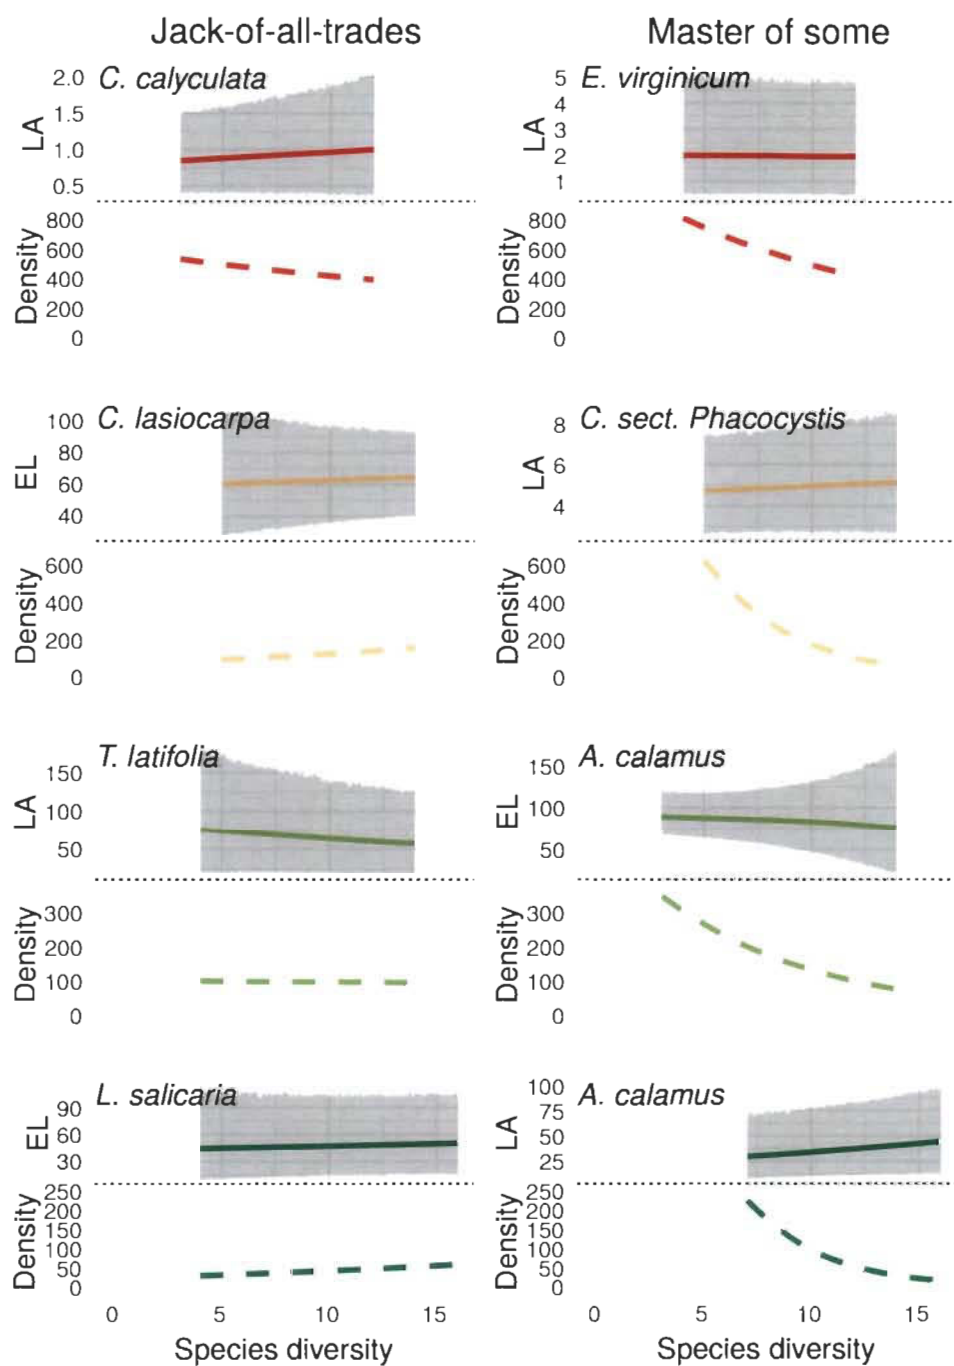 Jack-of-all-trades
Master of some
C. calyculata
LA
2.0
1.5
1.0
0.5
Density
800
600
400
200
0
E. virginicum
LA
5
4
3
2
1
Density
800
600
400
200
0
C. lasiocarpa
EL
100
80
60
40
Density
600
400
200
0
C. sect. Phacocystis
LA
8
6
4
Density
600
400
200
0
T. latifolia
LA
150
100
50
Density
300
200
100
0
A. calamus
EL
150
100
50
Density
300
200
100
0
L. salicaria
EL
90
60
30
Density
250
200
150
100
50
0
A. calamus
LA
100
75
50
25
Density
250
200
150
100
50
0
0 5 10 15
Species diversity
0 5 10 15
Species diversity